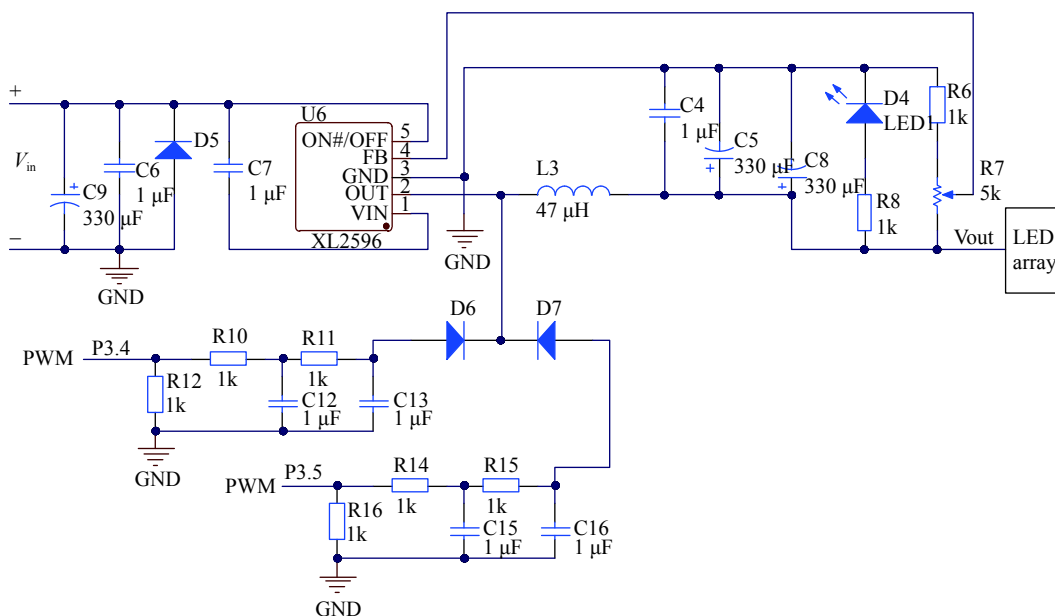 +
V_in
−
C9
330 μF
C6
1 μF
D5
C7
1 μF
GND
U6
ON#/OFF 5
FB 4
GND 3
OUT 2
VIN 1
XL2596
GND
L3
47 μH
C4
1 μF
C5
330 μF
C8
330 μF
D4
LED1
R8
1k
R6
1k
R7
5k
Vout
LED
array
D6
D7
PWM
P3.4
R10
1k
R11
1k
R12
1k
C12
1 μF
C13
1 μF
GND
PWM
P3.5
R14
1k
R15
1k
R16
1k
C15
1 μF
C16
1 μF
GND